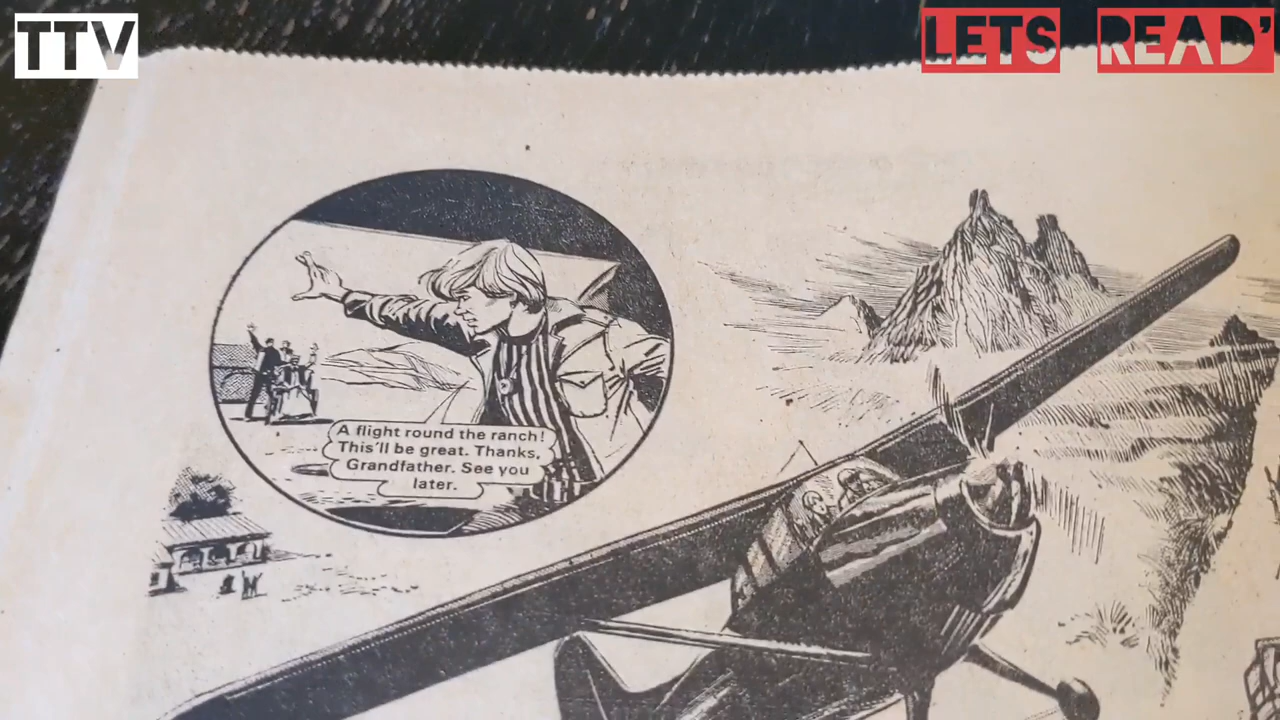 TTV
LETS READ'
A flight round the ranch!
This'll be great. Thanks,
Grandfather. See you
later.